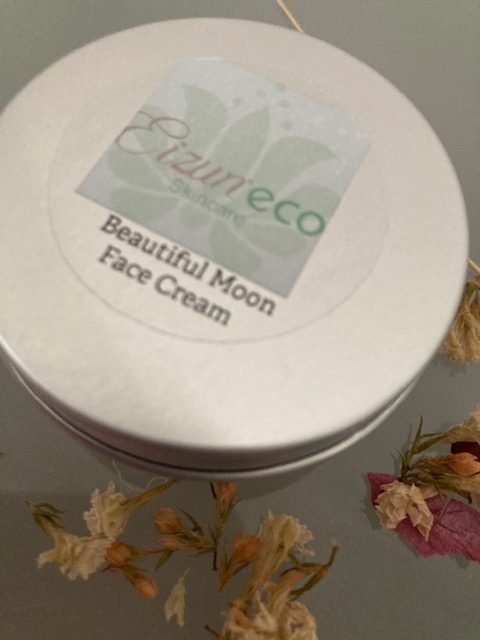 Eizun eco
Skincare
Beautiful Moon
Face Cream